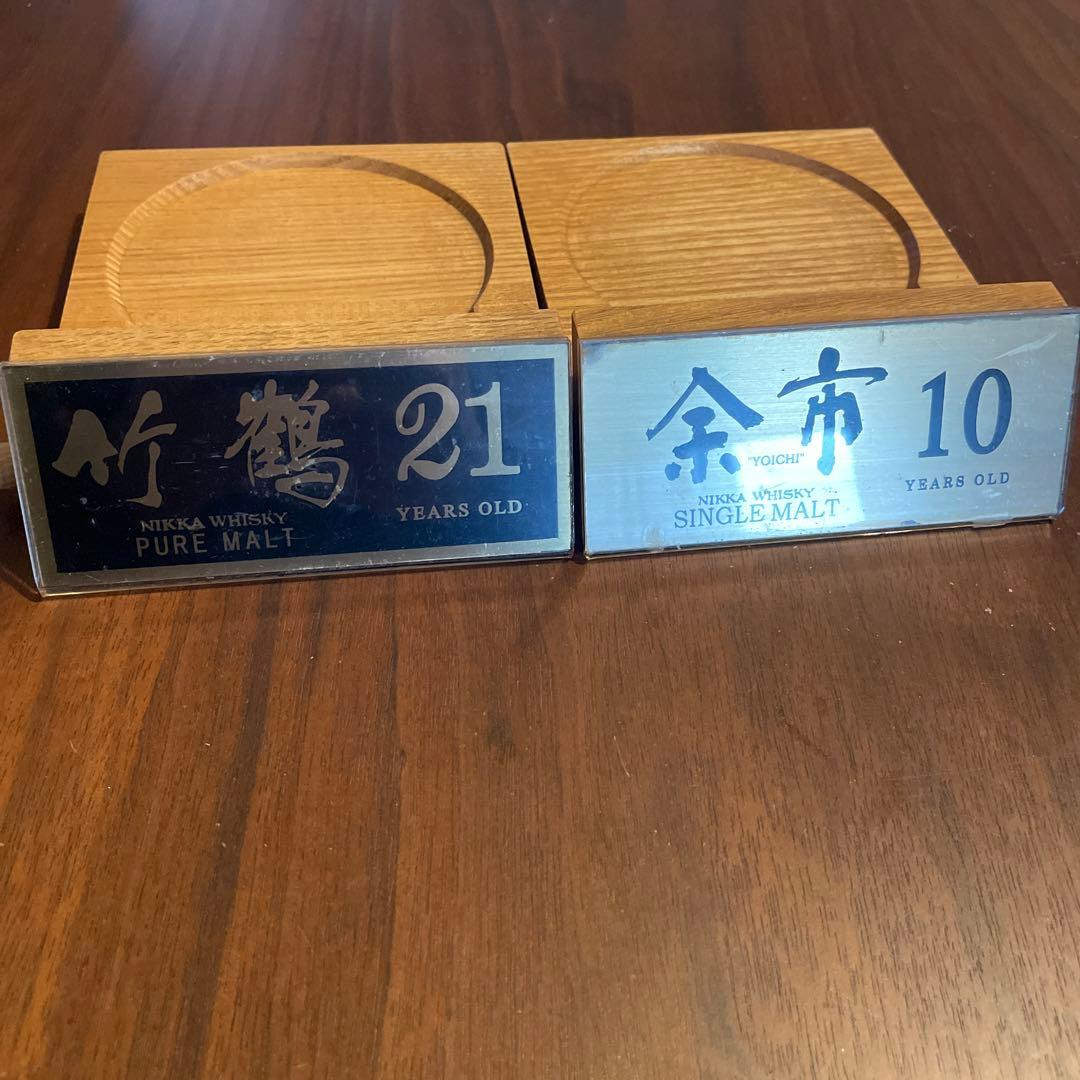 竹鶴 21
YEARS OLD
NIKKA WHISKY
PURE MALT
余市 10
"YOICHI"
YEARS OLD
NIKKA WHISKY
SINGLE MALT